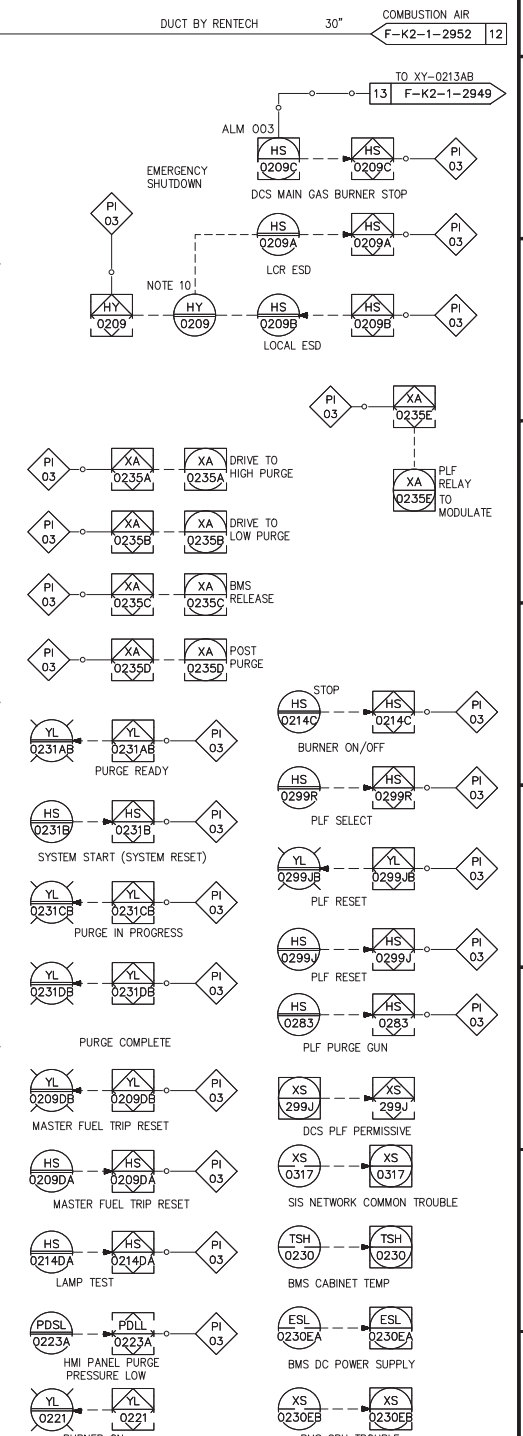 COMBUSTION AIR
DUCT BY RENTECH 30" F-K2-1-2952 12
TO XY-0213AB
13 F-K2-1-2949
ALM 003
HS 0209C HS 0209C PI 03
DCS MAIN GAS BURNER STOP
EMERGENCY
SHUTDOWN
PI 03
HS 0209A HS 0209A PI 03
LCR ESD
NOTE 10
HY 0209 HY 0209 HS 0209B HS 0209B PI 03
LOCAL ESD
PI 03 XA 0235E
XA 0235E
PLF
RELAY
TO
MODULATE
PI 03 XA 0235A XA 0235A
DRIVE TO
HIGH PURGE
PI 03 XA 0235B XA 0235B
DRIVE TO
LOW PURGE
PI 03 XA 0235C XA 0235C
BMS
RELEASE
PI 03 XA 0235D XA 0235D
POST
PURGE
YL 0231AB YL 0231AB PI 03
PURGE READY
HS 0231B HS 0231B PI 03
SYSTEM START (SYSTEM RESET)
YL 0231CB YL 0231CB PI 03
PURGE IN PROGRESS
YL 0231DB YL 0231DB PI 03
PURGE COMPLETE
YL 0209DB YL 0209DB PI 03
MASTER FUEL TRIP RESET
HS 0209DA HS 0209DA PI 03
MASTER FUEL TRIP RESET
HS 0214DA HS 0214DA PI 03
LAMP TEST
PDSL 0223A PDLL 0223A PI 03
HMI PANEL PURGE
PRESSURE LOW
YL 0221 YL 0221
BURNER ON
STOP
HS 0214C HS 0214C PI 03
BURNER ON/OFF
HS 0299R HS 0299R PI 03
PLF SELECT
YL 0299JB YL 0299JB PI 03
PLF RESET
HS 0299J HS 0299J PI 03
PLF RESET
HS 0283 HS 0283 PI 03
PLF PURGE GUN
XS 299J XS 299J
DCS PLF PERMISSIVE
XS 0317 XS 0317
SIS NETWORK COMMON TROUBLE
TSH 0230 TSH 0230
BMS CABINET TEMP
ESL 0230EA ESL 0230EA
BMS DC POWER SUPPLY
XS 0230EB XS 0230EB
TROUBLE